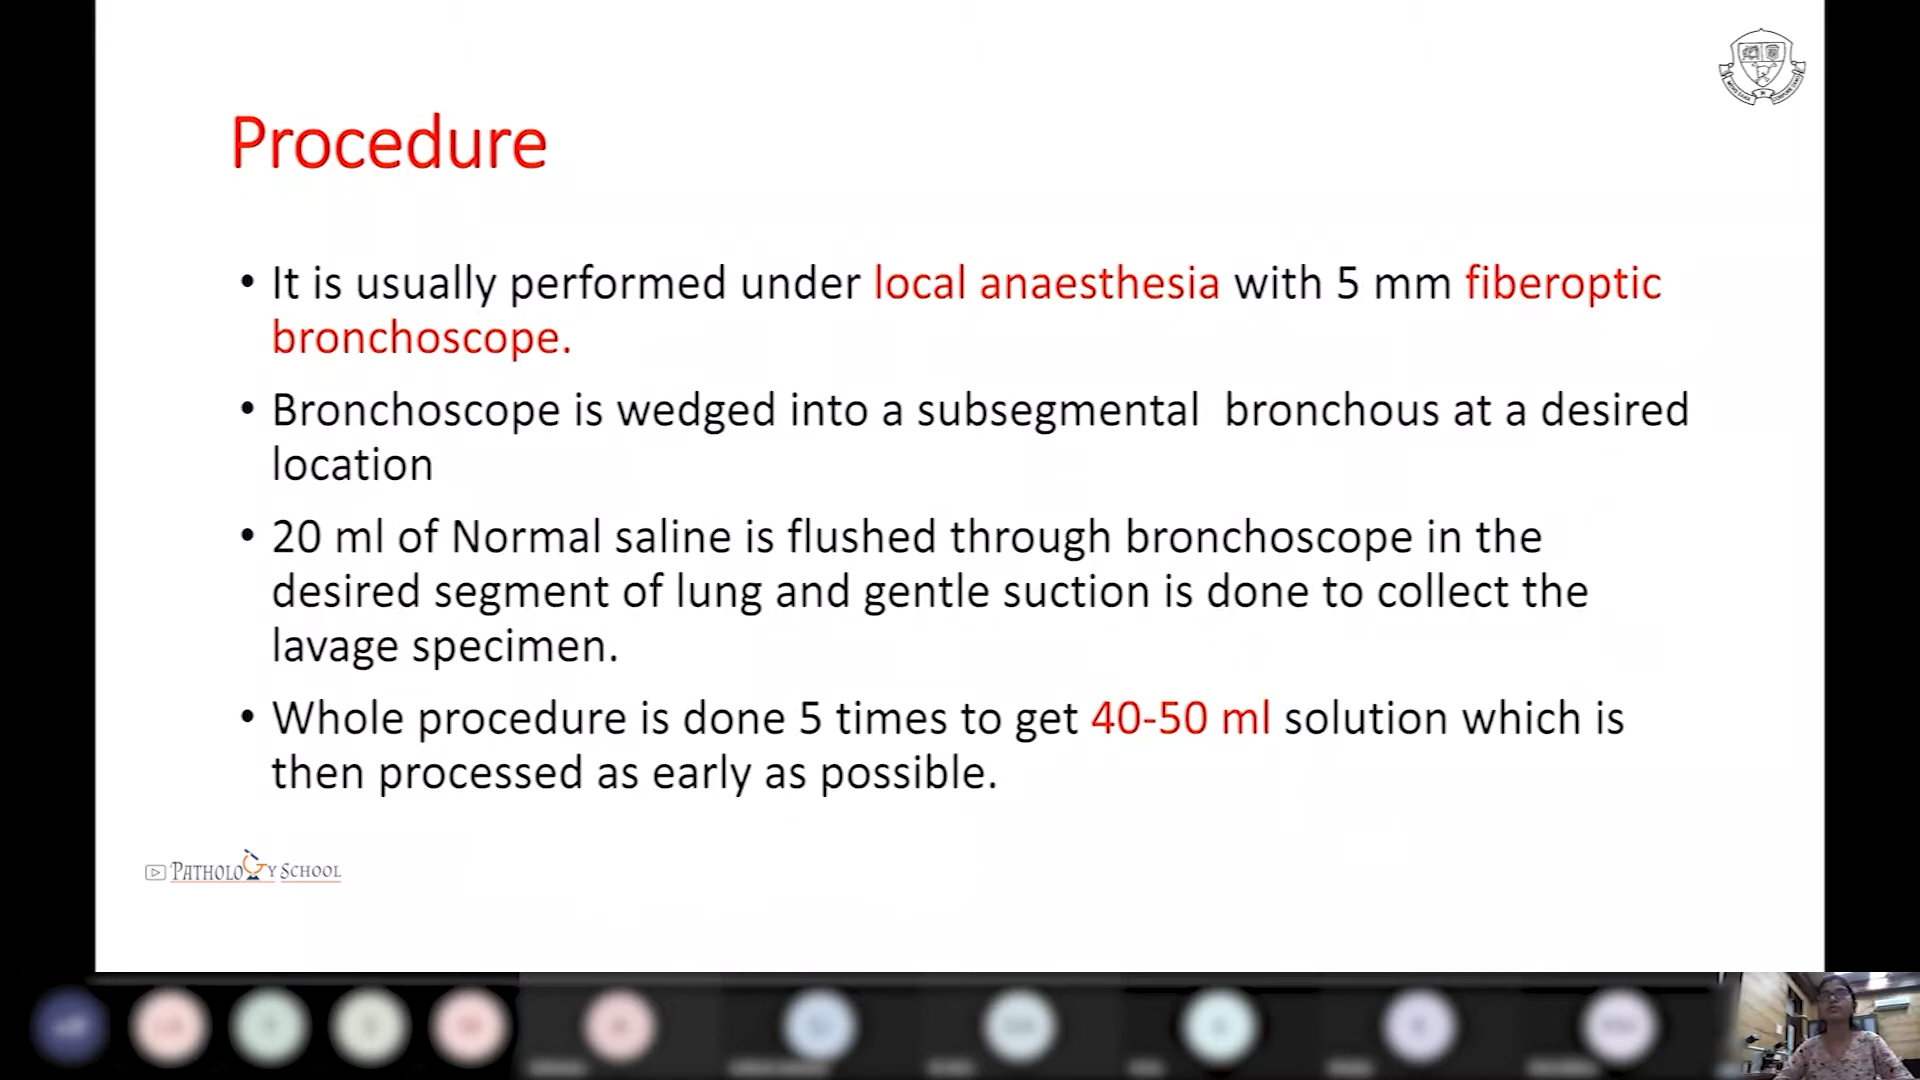 Procedure
• It is usually performed under local anaesthesia with 5 mm fiberoptic
bronchoscope.
• Bronchoscope is wedged into a subsegmental bronchous at a desired
location
• 20 ml of Normal saline is flushed through bronchoscope in the
desired segment of lung and gentle suction is done to collect the
lavage specimen.
• Whole procedure is done 5 times to get 40-50 ml solution which is
then processed as early as possible.
PATHOLOGY SCHOOL